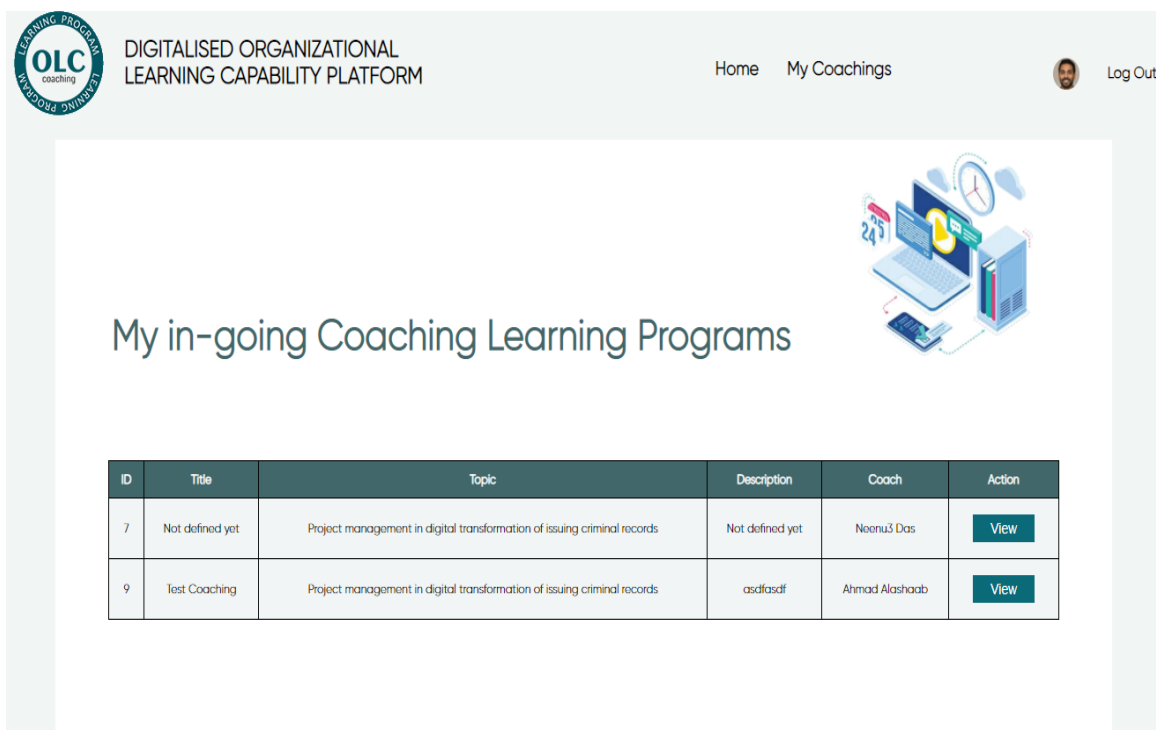 LEARNING PROGRAM
OLC
coaching
LEARNING PROGRAM
DIGITALISED ORGANIZATIONAL
LEARNING CAPABILITY PLATFORM
Home My Coachings
Log Out
24
25
My in-going Coaching Learning Programs
ID Title Topic Description Coach Action
7 Not defined yet Project management in digital transformation of issuing criminal records Not defined yet Neenu3 Das View
9 Test Coaching Project management in digital transformation of issuing criminal records asdfasdf Ahmad Alashaab View